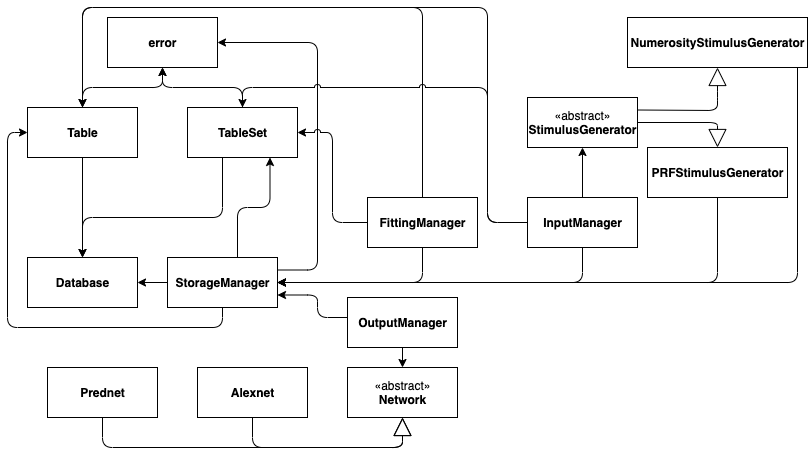 error
NumerosityStimulusGenerator
Table
TableSet
«abstract»
StimulusGenerator
PRFStimulusGenerator
FittingManager
InputManager
Database
StorageManager
OutputManager
Prednet
Alexnet
«abstract»
Network